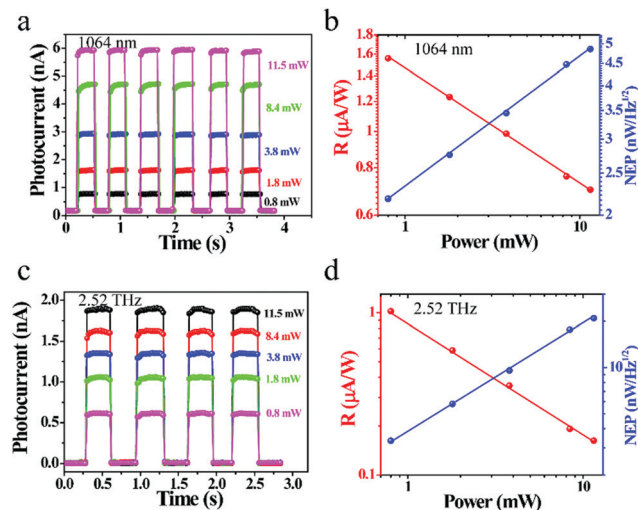 a
1064 nm
Photocurrent (nA)
6
5
4
3
2
1
0
11.5 mW
8.4 mW
3.8 mW
1.8 mW
0.8 mW
0 1 2 3 4 5
Time (s)
b
1064 nm
R (μA/W)
1.8
1.6
1.4
1.2
1
0.8
0.6
NEP (nW/Hz1/2)
5
4.5
4
3.5
3
2.5
2
1 10
Power (mW)
c
2.52 THz
Photocurrent (nA)
2.0
1.5
1.0
0.5
0.0
11.5 mW
8.4 mW
3.8 mW
1.8 mW
0.8 mW
0.0 0.5 1.0 1.5 2.0 2.5 3.0
Time (s)
d
2.52 THz
R (μA/W)
1
0.1
NEP (nW/Hz1/2)
10
1 10
Power (mW)